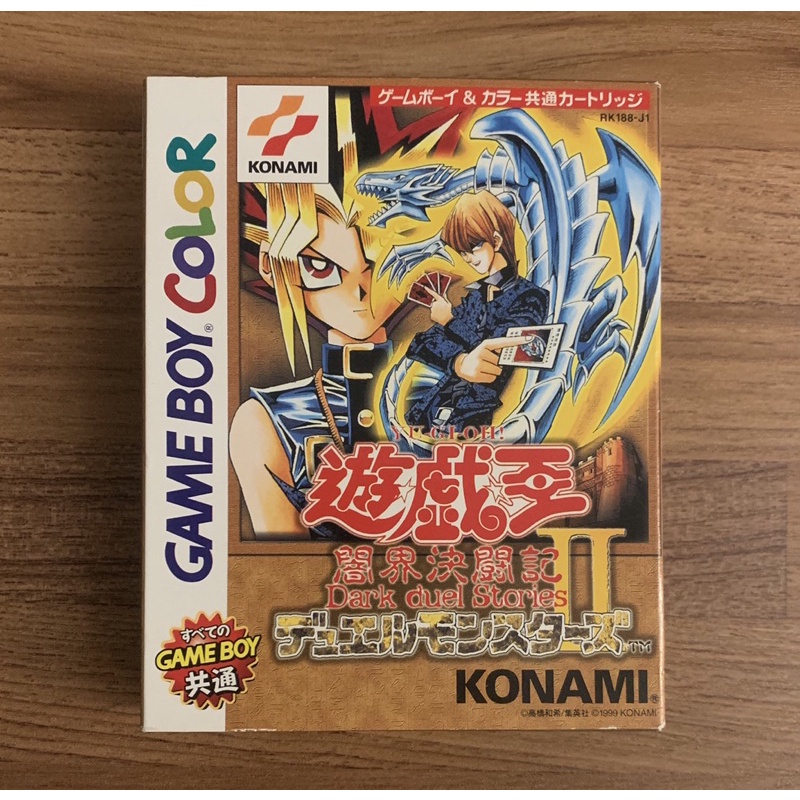 ゲームボーイ & カラー共通カートリッジ
RK188-J1
KONAMI
GAME BOY COLOR
YU-GI-OH!
遊戯王
闇界決闘記
II
Dark duel Stories
デュエルモンスターズ™
すべての
GAME BOY
共通
KONAMI®
©高橋和希/集英社 ©1999 KONAMI